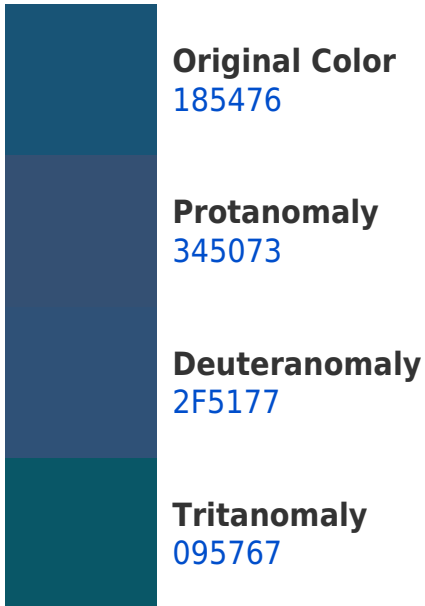 Original Color
185476
Protanomaly
345073
Deuteranomaly
2F5177
Tritanomaly
095767